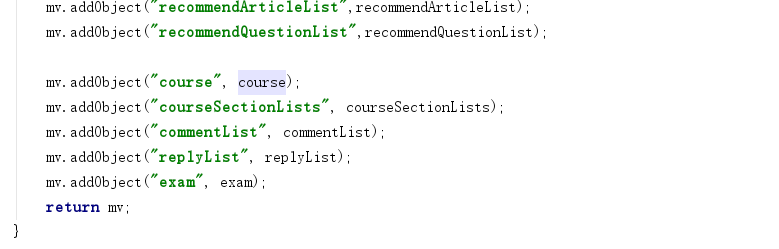 mv.addObject("recommendArticleList",recommendArticleList);
mv.addObject("recommendQuestionList",recommendQuestionList);
mv.addObject("course", course);
mv.addObject("courseSectionLists", courseSectionLists);
mv.addObject("commentList", commentList);
mv.addObject("replyList", replyList);
mv.addObject("exam", exam);
return mv;
}